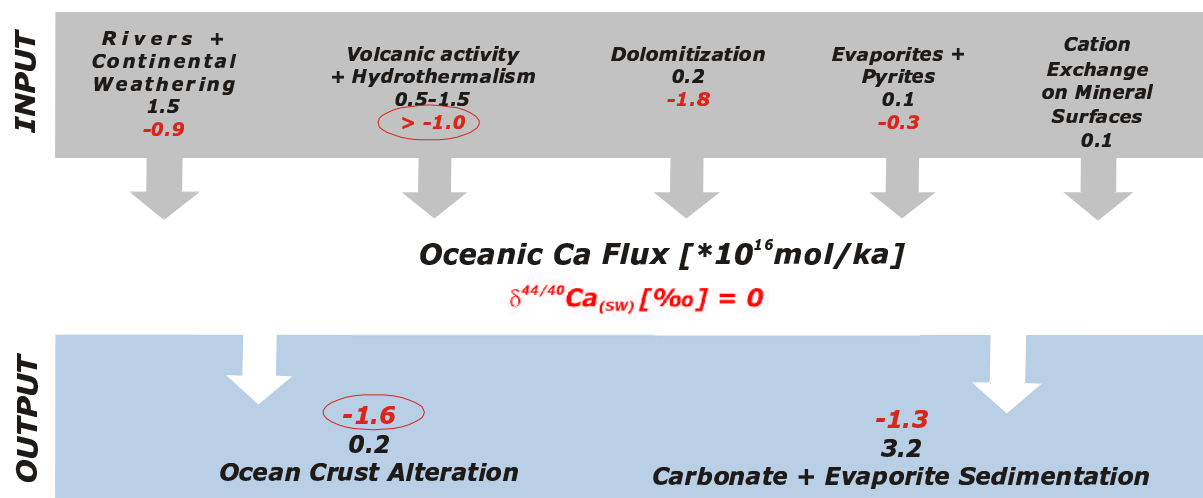 INPUT
Rivers +
Continental
Weathering
1.5
-0.9
Volcanic activity
+ Hydrothermalism
0.5-1.5
> -1.0
Dolomitization
0.2
-1.8
Evaporites +
Pyrites
0.1
-0.3
Cation
Exchange
on Mineral
Surfaces
0.1
Oceanic Ca Flux [*10¹⁶mol/ka]
δ⁴⁴/⁴⁰Ca(SW) [‰] = 0
OUTPUT
-1.6
0.2
Ocean Crust Alteration
-1.3
3.2
Carbonate + Evaporite Sedimentation